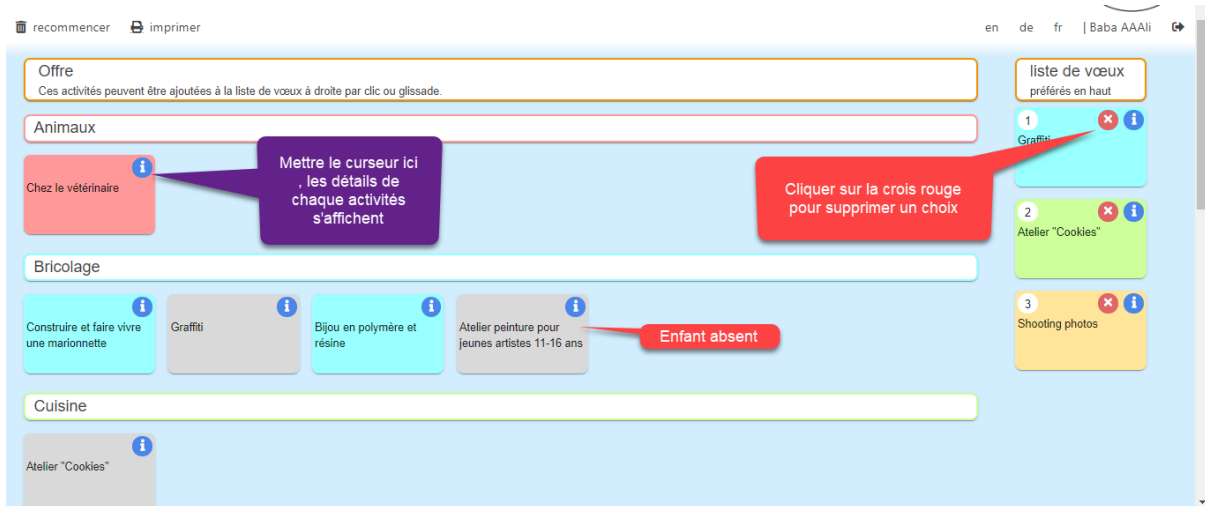 recommencer imprimer en de fr | Baba AAAli
Offre
Ces activités peuvent être ajoutées à la liste de vœux à droite par clic ou glissade.
liste de vœux
préférés en haut
Animaux
Chez le vétérinaire
Mettre le curseur ici
, les détails de
chaque activités
s'affichent
Cliquer sur la crois rouge
pour supprimer un choix
1
Graffiti
2
Atelier "Cookies"
3
Shooting photos
Bricolage
Construire et faire vivre
une marionnette
Graffiti
Bijou en polymère et
résine
Atelier peinture pour
jeunes artistes 11-16 ans
Enfant absent
Cuisine
Atelier "Cookies"